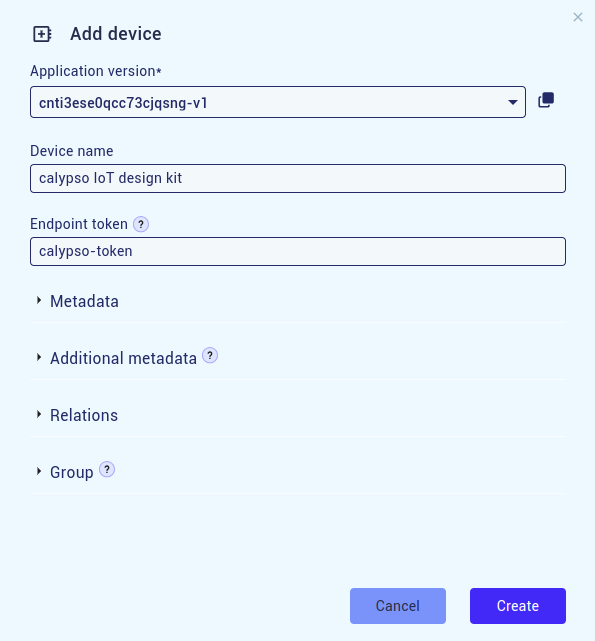 Add device
Application version*
cnti3ese0qcc73cjqsng-v1
Device name
calypso IoT design kit
Endpoint token ?
calypso-token
Metadata
Additional metadata ?
Relations
Group ?
Cancel Create